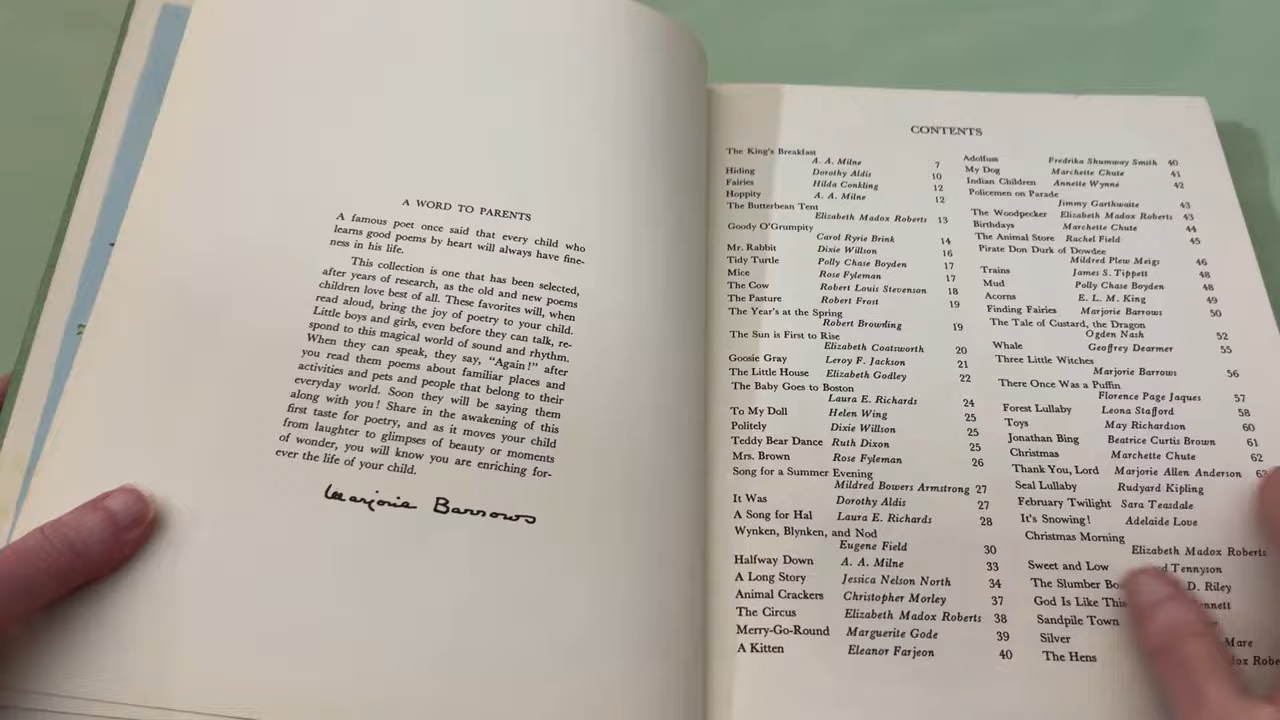 A WORD TO PARENTS
A famous poet once said that every child who
learns good poems by heart will always have fine-
ness in his life.
This collection is one that has been selected,
after years of research, as the old and new poems
children love best of all. These favorites will, when
read aloud, bring the joy of poetry to your child.
Little boys and girls, even before they can talk, re-
spond to this magical world of sound and rhythm.
When they can speak, they say, "Again!" after
you read them poems about familiar places and
activities and pets and people that belong to their
everyday world. Soon they will be saying them
along with you! Share in the awakening of this
first taste for poetry, and as it moves your child
from laughter to glimpses of beauty or moments
of wonder, you will know you are enriching for-
ever the life of your child.
Marjorie Barrows
CONTENTS
The King's Breakfast
A. A. Milne 7
Hiding Dorothy Aldis 10
Fairies Hilda Conkling 12
Hoppity A. A. Milne 12
The Butterbean Tent
Elizabeth Madox Roberts 13
Goody O'Grumpity
Carol Ryrie Brink 14
Mr. Rabbit Dixie Willson 16
Tidy Turtle Polly Chase Boyden 17
Mice Rose Fyleman 17
The Cow Robert Louis Stevenson 18
The Pasture Robert Frost 19
The Year's at the Spring
Robert Browning 19
The Sun is First to Rise
Elizabeth Coatsworth 20
Goosie Gray Leroy F. Jackson 21
The Little House Elizabeth Godley 22
The Baby Goes to Boston
Laura E. Richards 24
To My Doll Helen Wing 25
Politely Dixie Willson 25
Teddy Bear Dance Ruth Dixon 25
Mrs. Brown Rose Fyleman 26
Song for a Summer Evening
Mildred Bowers Armstrong 27
It Was Dorothy Aldis 27
A Song for Hal Laura E. Richards 28
Wynken, Blynken, and Nod
Eugene Field 30
Halfway Down A. A. Milne 33
A Long Story Jessica Nelson North 34
Animal Crackers Christopher Morley 37
The Circus Elizabeth Madox Roberts 38
Merry-Go-Round Marguerite Gode 39
A Kitten Eleanor Farjeon 40
Adolfuss Fredrika Shumway Smith 40
My Dog Marchette Chute 41
Indian Children Annette Wynne 42
Policemen on Parade
Jimmy Garthwaite 43
The Woodpecker Elizabeth Madox Roberts 43
Birthdays Marchette Chute 44
The Animal Store Rachel Field 45
Pirate Don Durk of Dowdee
Mildred Plew Meigs 46
Trains James S. Tippett 48
Mud Polly Chase Boyden 48
Acorns E. L. M. King 49
Finding Fairies Marjorie Barrows 50
The Tale of Custard, the Dragon
Ogden Nash 52
Whale Geoffrey Dearmer 55
Three Little Witches
Marjorie Barrows 56
There Once Was a Puffin
Florence Page Jaques 57
Forest Lullaby Leona Stafford 58
Toys May Richardson 60
Jonathan Bing Beatrice Curtis Brown 61
Christmas Marchette Chute 62
Thank You, Lord Marjorie Allen Anderson
Seal Lullaby Rudyard Kipling
February Twilight Sara Teasdale
It's Snowing! Adelaide Love
Christmas Morning
Elizabeth Madox Roberts
Sweet and Low Tennyson
The Slumber D. Riley
God Is Like This
Sandpile Town
Silver Mare
The Hens